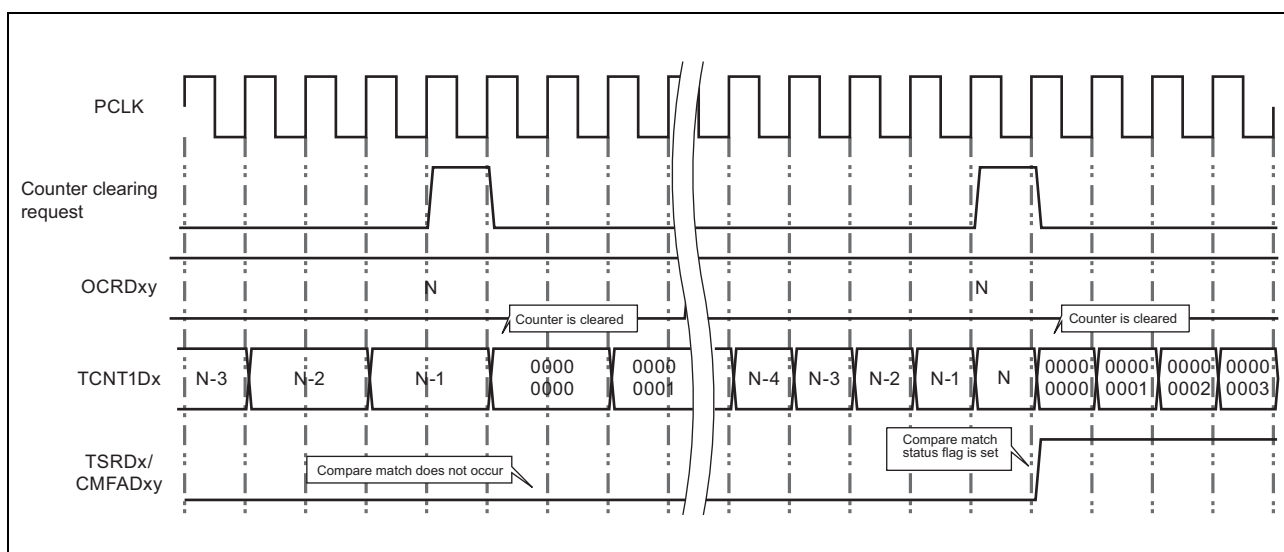 PCLK
Counter clearing
request
OCRDxy
N
N
Counter is cleared
Counter is cleared
TCNT1Dx
N-3
N-2
N-1
0000
0000
0000
0001
N-4
N-3
N-2
N-1
N
0000
0000
0000
0001
0000
0002
0000
0003
TSRDx/
CMFADxy
Compare match does not occur
Compare match
status flag is set